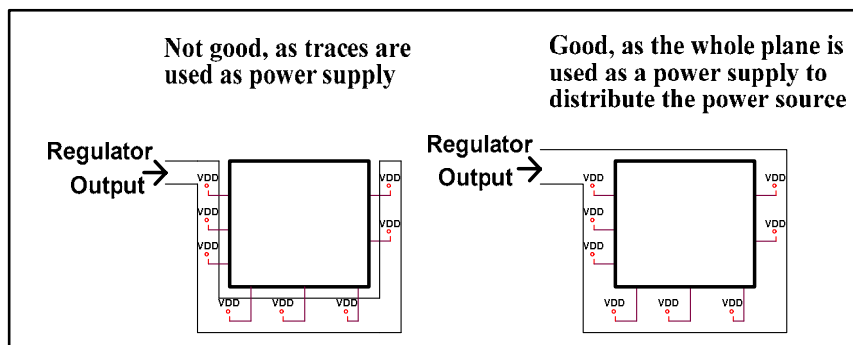 Not good, as traces are
used as power supply
Regulator
Output
VDD
VDD
VDD
VDD
VDD
VDD
VDD
VDD
Good, as the whole plane is
used as a power supply to
distribute the power source
Regulator
Output
VDD
VDD
VDD
VDD
VDD
VDD
VDD
VDD